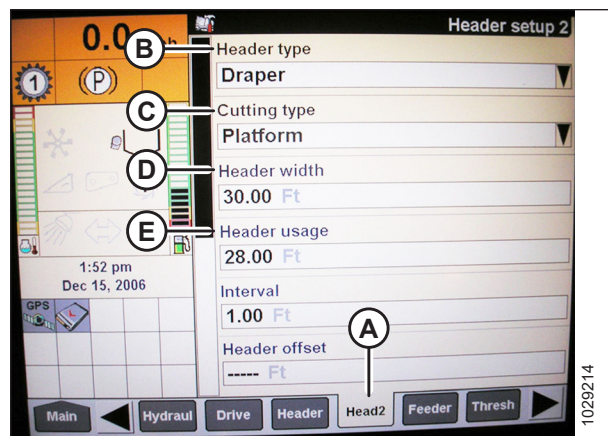 0.0
Header setup 2
B
Header type
Draper
1
(P)
C
Cutting type
Platform
D
Header width
30.00 Ft
E
Header usage
28.00 Ft
1:52 pm
Dec 15, 2006
Interval
1.00 Ft
GPS
A
Header offset
----- Ft
Main
Hydraul
Drive
Header
Head2
Feeder
Thresh
1029214